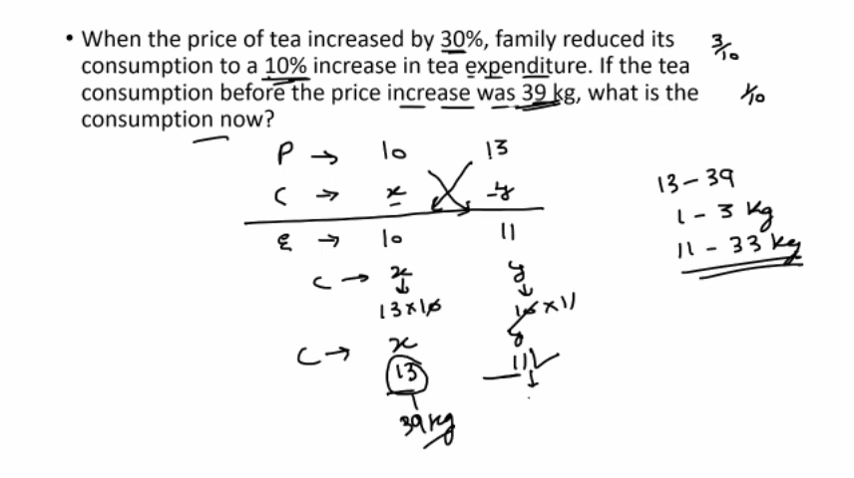 • When the price of tea increased by 30%, family reduced its
consumption to a 10% increase in tea expenditure. If the tea
consumption before the price increase was 39 kg, what is the
consumption now?
3/10
1/10
P → 10 13
C → x y
E → 10 11
C → x y
13×10 10×11
C → x y
13 11
39 kg
13 - 39
1 - 3 kg
11 - 33 kg